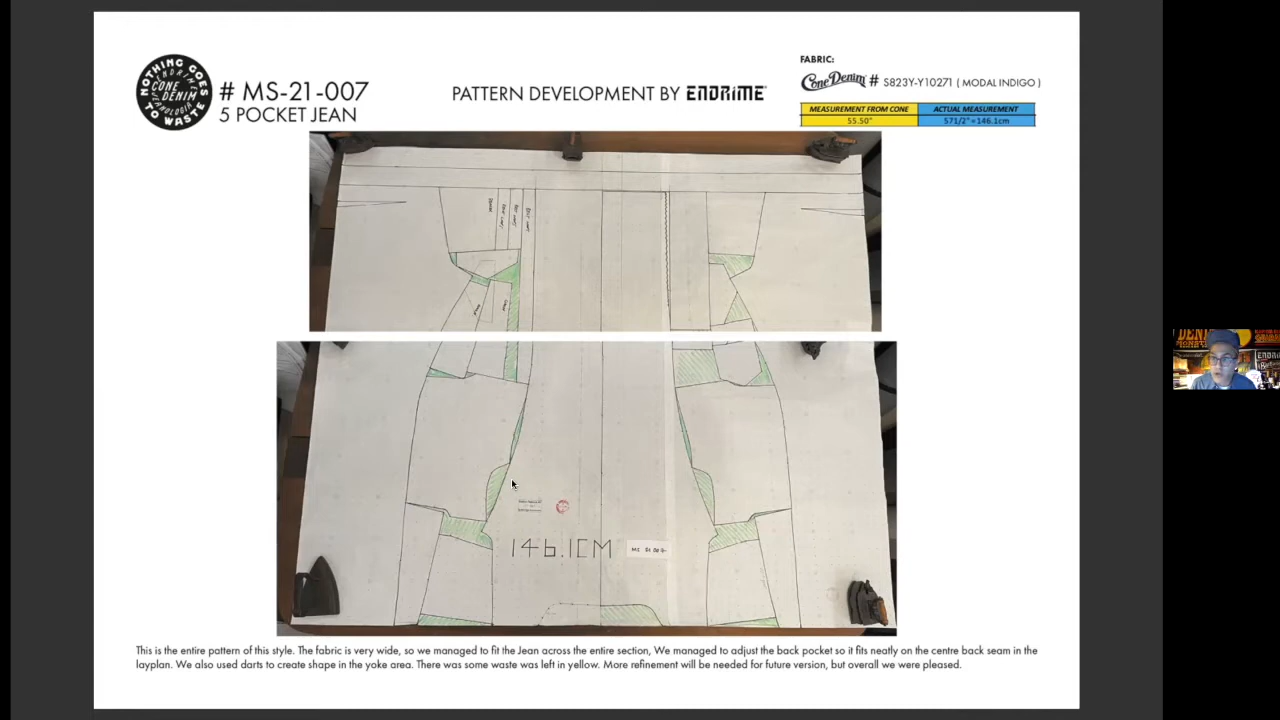 NOTHING GOES
ENDRIME
CONE
DENIM
TO WASTE
# MS-21-007
5 POCKET JEAN
PATTERN DEVELOPMENT BY ENDRIME
FABRIC:
Cone Denim # S823Y-Y10271 ( MODAL INDIGO )
MEASUREMENT FROM CONE ACTUAL MEASUREMENT
55.50" 571/2"=146.1cm
146.1CM
MS 21 007
This is the entire pattern of this style. The fabric is very wide, so we managed to fit the Jean across the entire section, We managed to adjust the back pocket so it fits neatly on the centre back seam in the
layplan. We also used darts to create shape in the yoke area. There was some waste was left in yellow. More refinement will be needed for future version, but overall we were pleased.